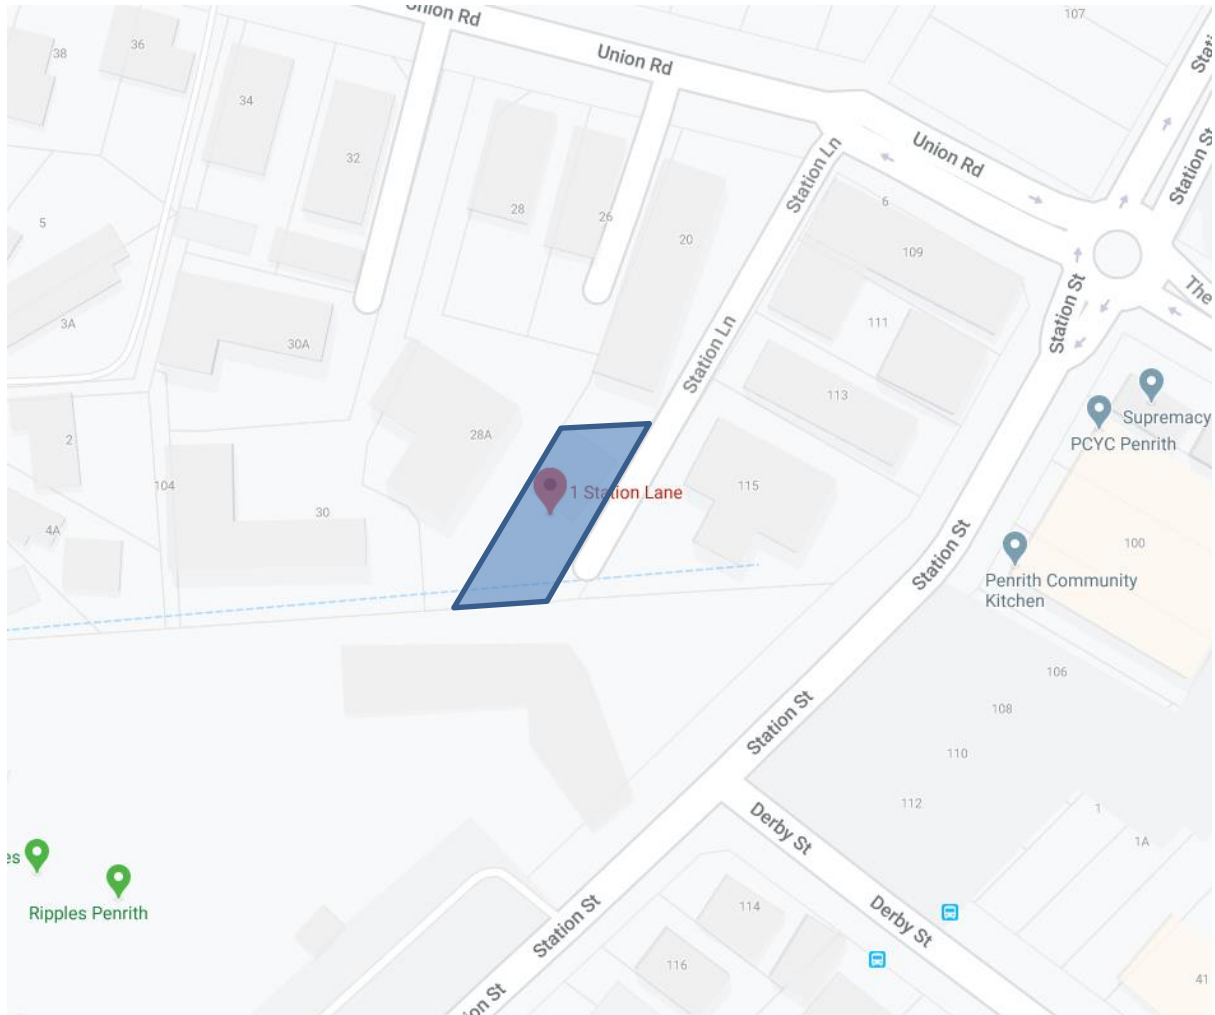 Union Rd
107
36
38
Union Rd
34
32
Station Ln
Union Rd
Station St
28
26
20
6
109
5
The
3A
30A
111
Station Ln
Station St
113
Supremacy
PCYC Penrith
2
28A
104
30
1 Station Lane
115
4A
100
Station St
Penrith Community
Kitchen
106
108
Station St
110
112
1
1A
Derby St
Ripples Penrith
114
Station St
Derby St
116
41